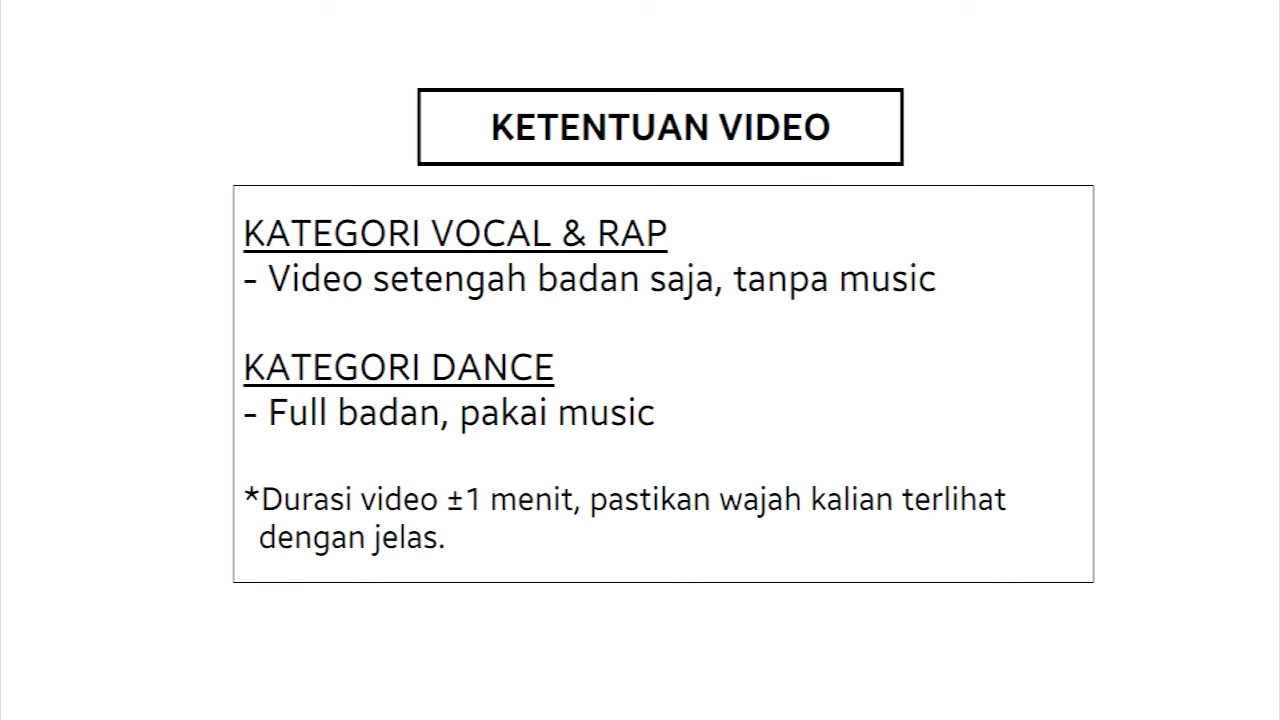 KETENTUAN VIDEO
KATEGORI VOCAL & RAP
- Video setengah badan saja, tanpa music
KATEGORI DANCE
- Full badan, pakai music
*Durasi video ±1 menit, pastikan wajah kalian terlihat
dengan jelas.